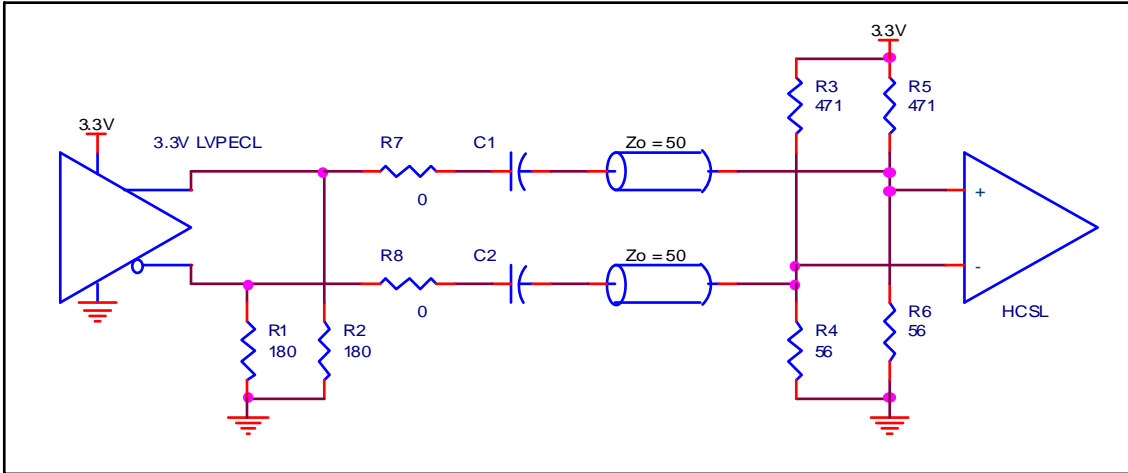 3.3V
3.3V
3.3V LVPECL
R3
471
R5
471
R7
0
C1
Zo = 50
+
R8
0
C2
Zo = 50
-
HCSL
R1
180
R2
180
R4
56
R6
56